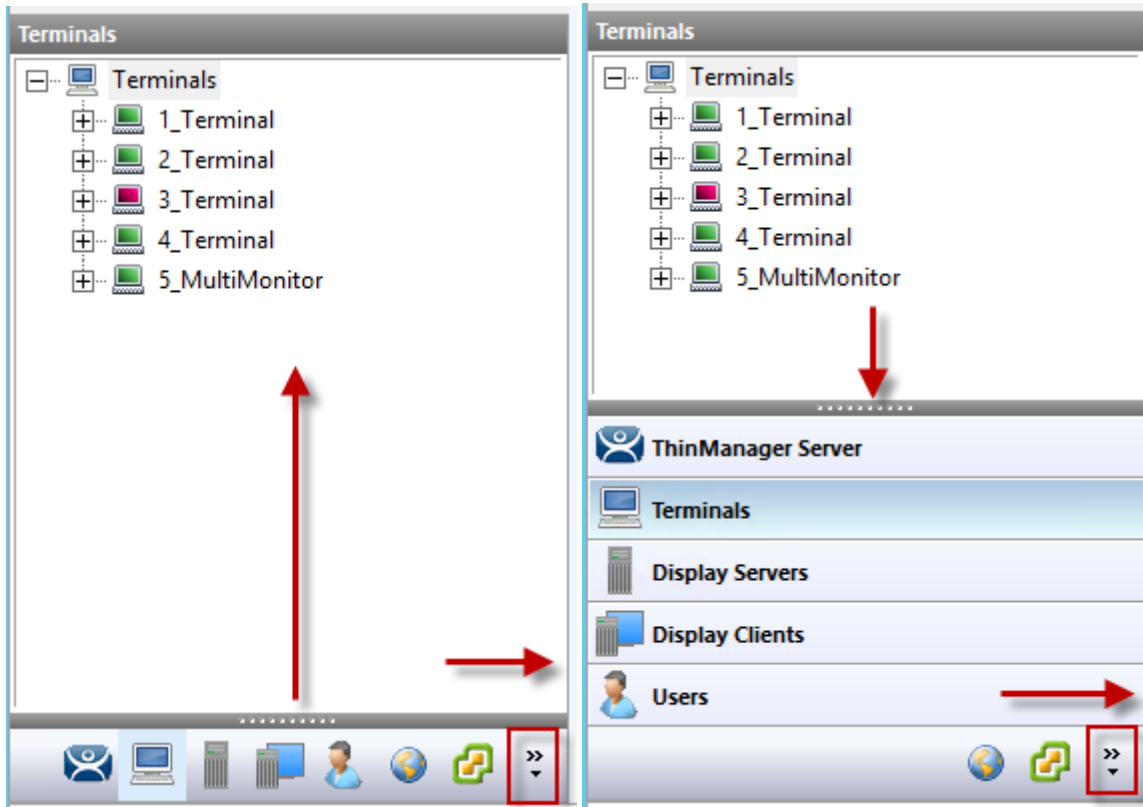 Terminals
Terminals
1_Terminal
2_Terminal
3_Terminal
4_Terminal
5_MultiMonitor
Terminals
Terminals
1_Terminal
2_Terminal
3_Terminal
4_Terminal
5_MultiMonitor
ThinManager Server
Terminals
Display Servers
Display Clients
Users